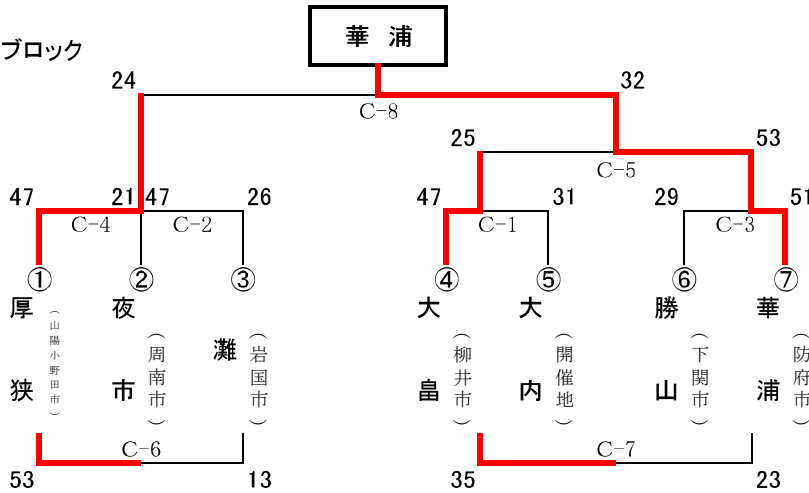 華浦
ブロック
24
32
C-8
25
53
C-5
47
21
47
26
47
31
29
51
C-4
C-2
C-1
C-3
①
②
③
④
⑤
⑥
⑦
厚狭
（山陽小野田市）
夜市
（周南市）
灘
（岩国市）
大畠
（柳井市）
大内
（開催地）
勝山
（下関市）
華浦
（防府市）
C-6
C-7
53
13
35
23